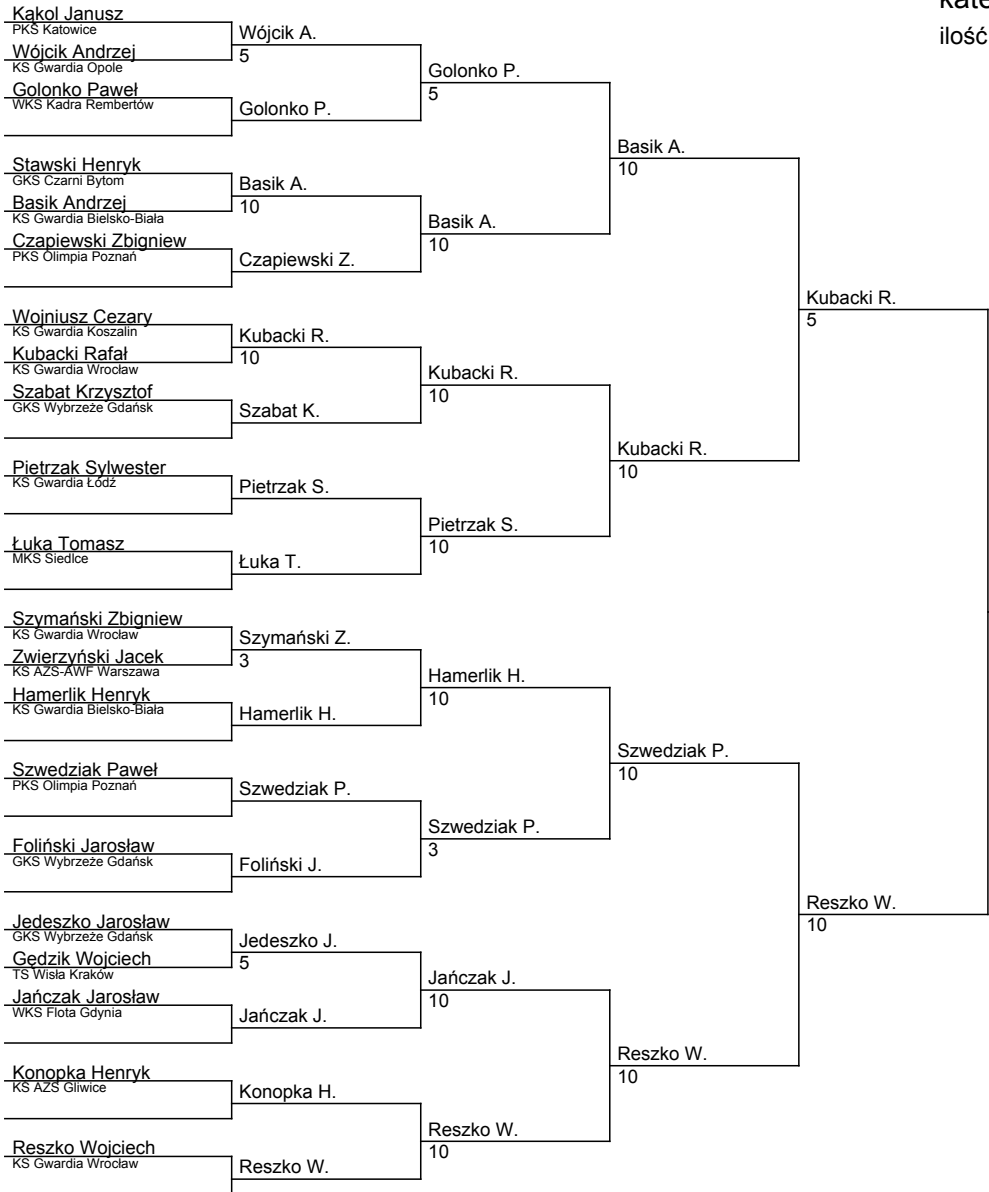 kate
ilość
Kąkol Janusz
PKS Katowice
Wójcik Andrzej
KS Gwardia Opole
Golonko Paweł
WKS Kadra Rembertów
Stawski Henryk
GKS Czarni Bytom
Basik Andrzej
KS Gwardia Bielsko-Biała
Czapiewski Zbigniew
PKS Olimpia Poznań
Wojniusz Cezary
KS Gwardia Koszalin
Kubacki Rafał
KS Gwardia Wrocław
Szabat Krzysztof
GKS Wybrzeże Gdańsk
Pietrzak Sylwester
KS Gwardia Łódź
Łuka Tomasz
MKS Siedlce
Szymański Zbigniew
KS Gwardia Wrocław
Zwierzyński Jacek
KS AZS-AWF Warszawa
Hamerlik Henryk
KS Gwardia Bielsko-Biała
Szwedziak Paweł
PKS Olimpia Poznań
Foliński Jarosław
GKS Wybrzeże Gdańsk
Jedeszko Jarosław
GKS Wybrzeże Gdańsk
Gędzik Wojciech
TS Wisła Kraków
Jańczak Jarosław
WKS Flota Gdynia
Konopka Henryk
KS AZS Gliwice
Reszko Wojciech
KS Gwardia Wrocław
Wójcik A.
5
Golonko P.
Basik A.
10
Czapiewski Z.
Kubacki R.
10
Szabat K.
Pietrzak S.
Łuka T.
Szymański Z.
3
Hamerlik H.
Szwedziak P.
Foliński J.
Jedeszko J.
5
Jańczak J.
Konopka H.
Reszko W.
Golonko P.
5
Basik A.
10
Kubacki R.
10
Pietrzak S.
10
Hamerlik H.
10
Szwedziak P.
3
Jańczak J.
10
Reszko W.
10
Basik A.
10
Kubacki R.
10
Szwedziak P.
10
Reszko W.
10
Kubacki R.
5
Reszko W.
10